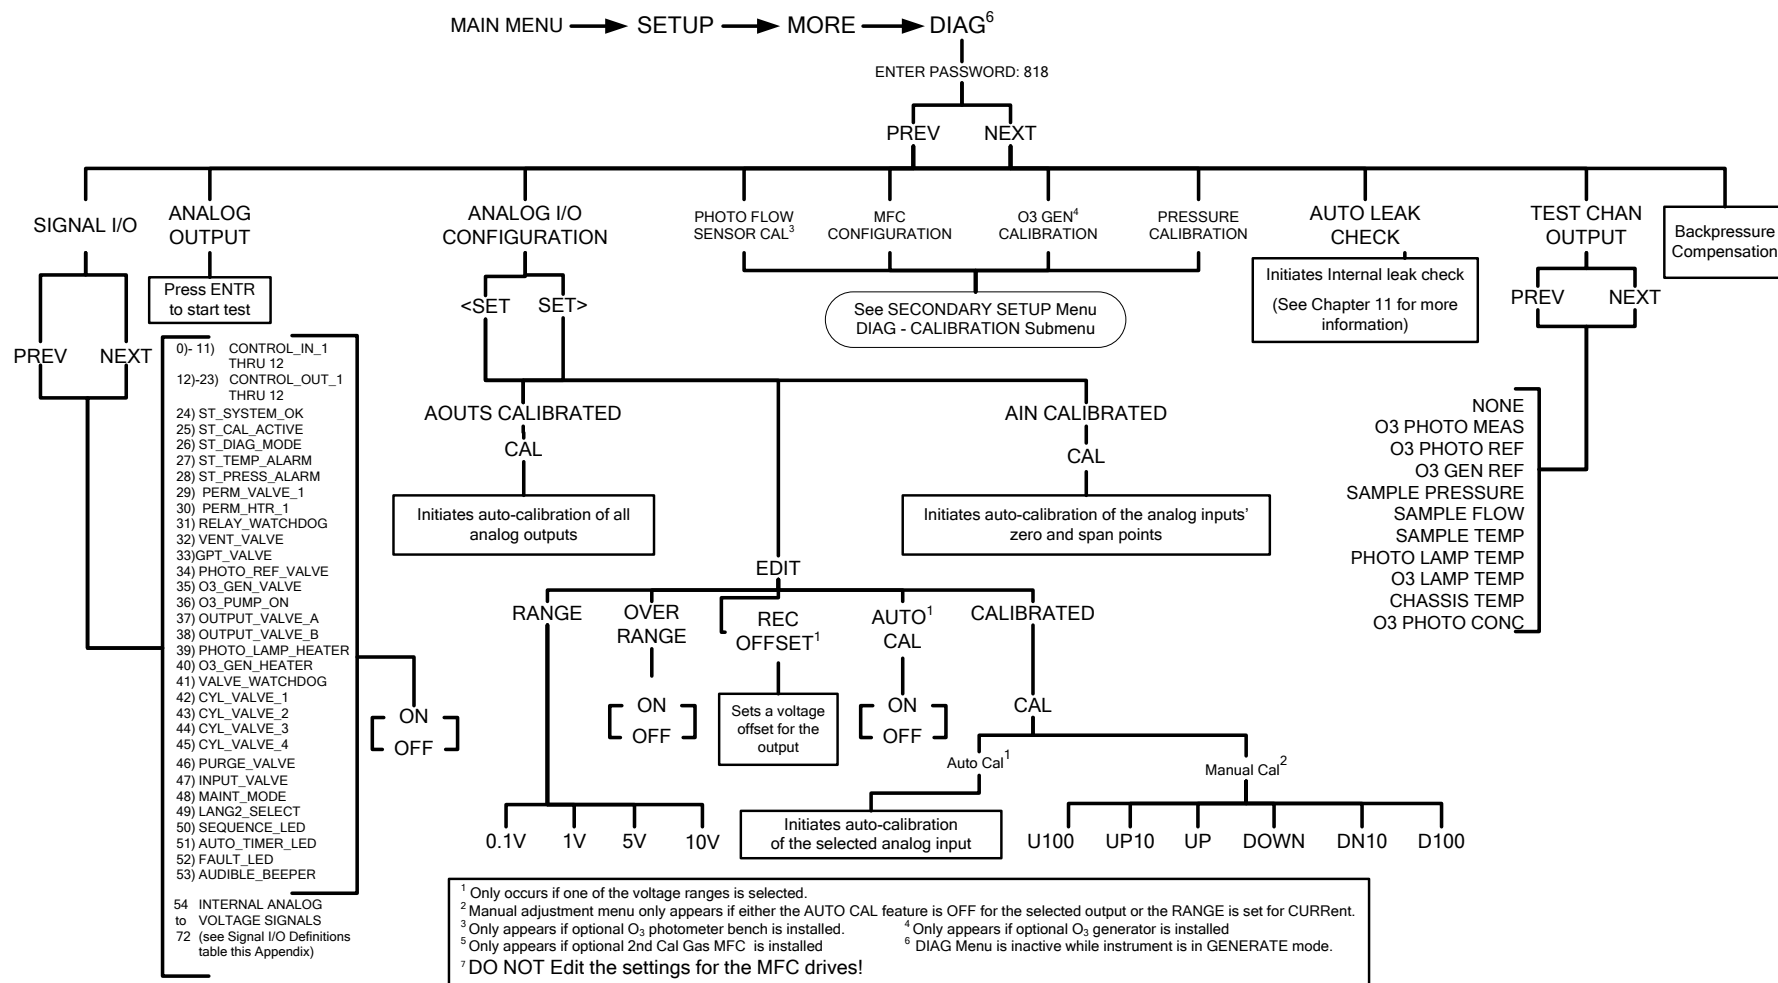 MAIN MENU SETUP MORE DIAG6
ENTER PASSWORD: 818
PREV NEXT
SIGNAL I/O
PREV NEXT
ANALOG
OUTPUT
Press ENTR
to start test
0)- 11) CONTROL_IN_1
THRU 12
12)-23) CONTROL_OUT_1
THRU 12
24) ST_SYSTEM_OK
25) ST_CAL_ACTIVE
26) ST_DIAG_MODE
27) ST_TEMP_ALARM
28) ST_PRESS_ALARM
29) PERM_VALVE_1
30) PERM_HTR_1
31) RELAY_WATCHDOG
32) VENT_VALVE
33)GPT_VALVE
34) PHOTO_REF_VALVE
35) O3_GEN_VALVE
36) O3_PUMP_ON
37) OUTPUT_VALVE_A
38) OUTPUT_VALVE_B
39) PHOTO_LAMP_HEATER
40) O3_GEN_HEATER
41) VALVE_WATCHDOG
42) CYL_VALVE_1
43) CYL_VALVE_2
44) CYL_VALVE_3
45) CYL_VALVE_4
46) PURGE_VALVE
47) INPUT_VALVE
48) MAINT_MODE
49) LANG2_SELECT
50) SEQUENCE_LED
51) AUTO_TIMER_LED
52) FAULT_LED
53) AUDIBLE_BEEPER
54 INTERNAL ANALOG
to VOLTAGE SIGNALS
72 (see Signal I/O Definitions
table this Appendix)
ON
OFF
ANALOG I/O
CONFIGURATION
<SET SET>
AOUTS CALIBRATED
CAL
Initiates auto-calibration of all
analog outputs
AIN CALIBRATED
CAL
Initiates auto-calibration of the analog inputs'
zero and span points
EDIT
RANGE
0.1V 1V 5V 10V
OVER
RANGE
ON
OFF
REC
OFFSET1
Sets a voltage
offset for the
output
AUTO1
CAL
ON
OFF
CALIBRATED
CAL
Auto Cal1
Initiates auto-calibration
of the selected analog input
Manual Cal2
U100 UP10 UP DOWN DN10 D100
PHOTO FLOW
SENSOR CAL3
MFC
CONFIGURATION
O3 GEN4
CALIBRATION
PRESSURE
CALIBRATION
See SECONDARY SETUP Menu
DIAG - CALIBRATION Submenu
AUTO LEAK
CHECK
Initiates Internal leak check
(See Chapter 11 for more
information)
TEST CHAN
OUTPUT
PREV NEXT
NONE
O3 PHOTO MEAS
O3 PHOTO REF
O3 GEN REF
SAMPLE PRESSURE
SAMPLE FLOW
SAMPLE TEMP
PHOTO LAMP TEMP
O3 LAMP TEMP
CHASSIS TEMP
O3 PHOTO CONC
Backpressure
Compensation
1 Only occurs if one of the voltage ranges is selected.
2 Manual adjustment menu only appears if either the AUTO CAL feature is OFF for the selected output or the RANGE is set for CURRent.
3 Only appears if optional O3 photometer bench is installed. 4 Only appears if optional O3 generator is installed
5 Only appears if optional 2nd Cal Gas MFC is installed 6 DIAG Menu is inactive while instrument is in GENERATE mode.
7 DO NOT Edit the settings for the MFC drives!